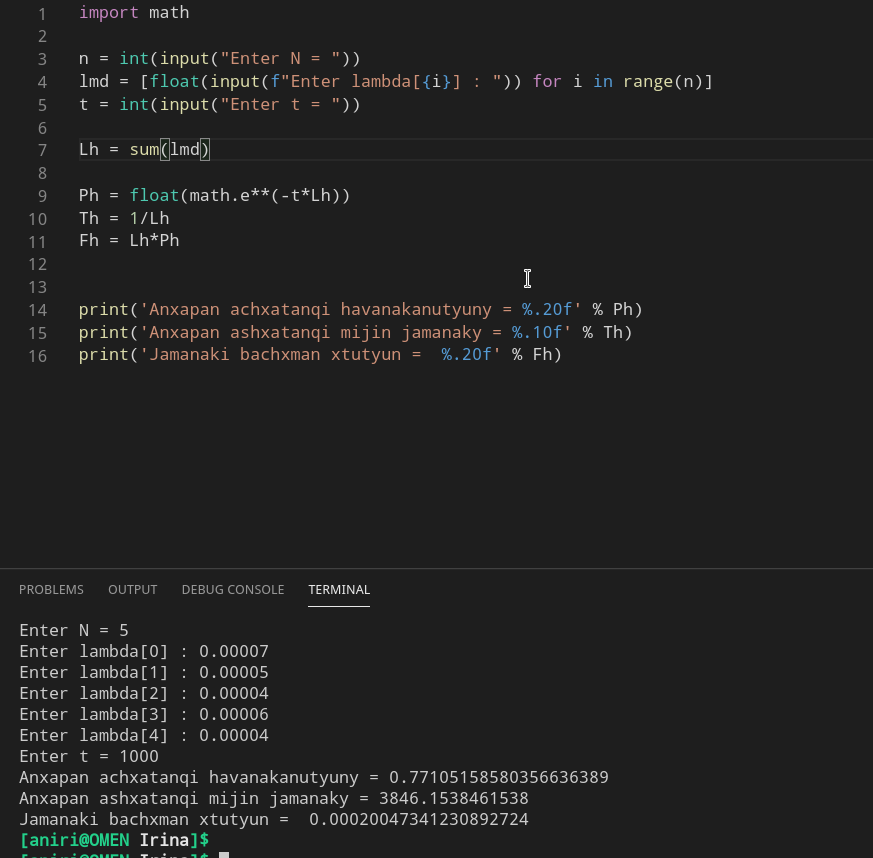 1 import math
2
3 n = int(input("Enter N = "))
4 lmd = [float(input(f"Enter lambda[{i}] : ")) for i in range(n)]
5 t = int(input("Enter t = "))
6
7 Lh = sum(lmd)
8
9 Ph = float(math.e**(-t*Lh))
10 Th = 1/Lh
11 Fh = Lh*Ph
12
13
14 print('Anxapan achxatanqi havanakanutyuny = %.20f' % Ph)
15 print('Anxapan ashxatanqi mijin jamanaky = %.10f' % Th)
16 print('Jamanaki bachxman xtutyun =  %.20f' % Fh)
PROBLEMS OUTPUT DEBUG CONSOLE TERMINAL
Enter N = 5
Enter lambda[0] : 0.00007
Enter lambda[1] : 0.00005
Enter lambda[2] : 0.00004
Enter lambda[3] : 0.00006
Enter lambda[4] : 0.00004
Enter t = 1000
Anxapan achxatanqi havanakanutyuny = 0.77105158580356636389
Anxapan ashxatanqi mijin jamanaky = 3846.1538461538
Jamanaki bachxman xtutyun =  0.00020047341230892724
[aniri@OMEN Irina]$
[aniri@OMEN Irina]$